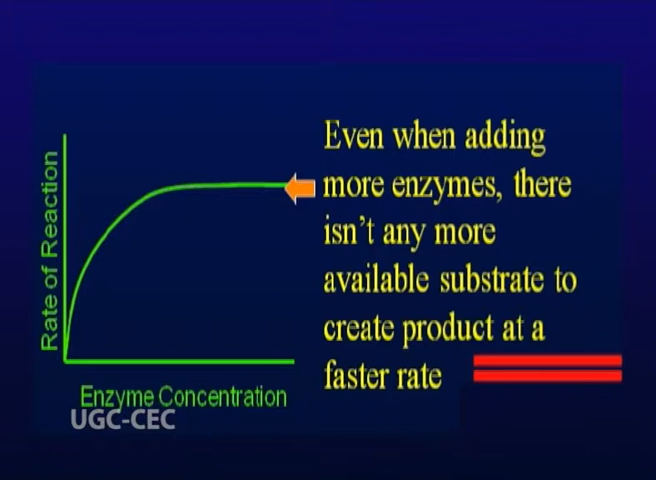 Even when adding
more enzymes, there
isn't any more
available substrate to
create product at a
faster rate
Rate of Reaction
Enzyme Concentration
UGC-CEC